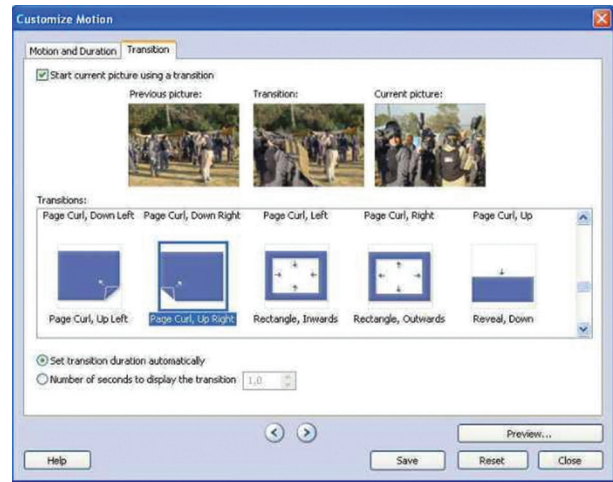 Customize Motion
Motion and Duration Transition
Start current picture using a transition
Previous picture: Transition: Current picture:
Transitions:
Page Curl, Down Left Page Curl, Down Right Page Curl, Left Page Curl, Right Page Curl, Up
Page Curl, Up Left Page Curl, Up Right Rectangle, Inwards Rectangle, Outwards Reveal, Down
Set transition duration automatically
Number of seconds to display the transition 1,0
Preview...
Help Save Reset Close